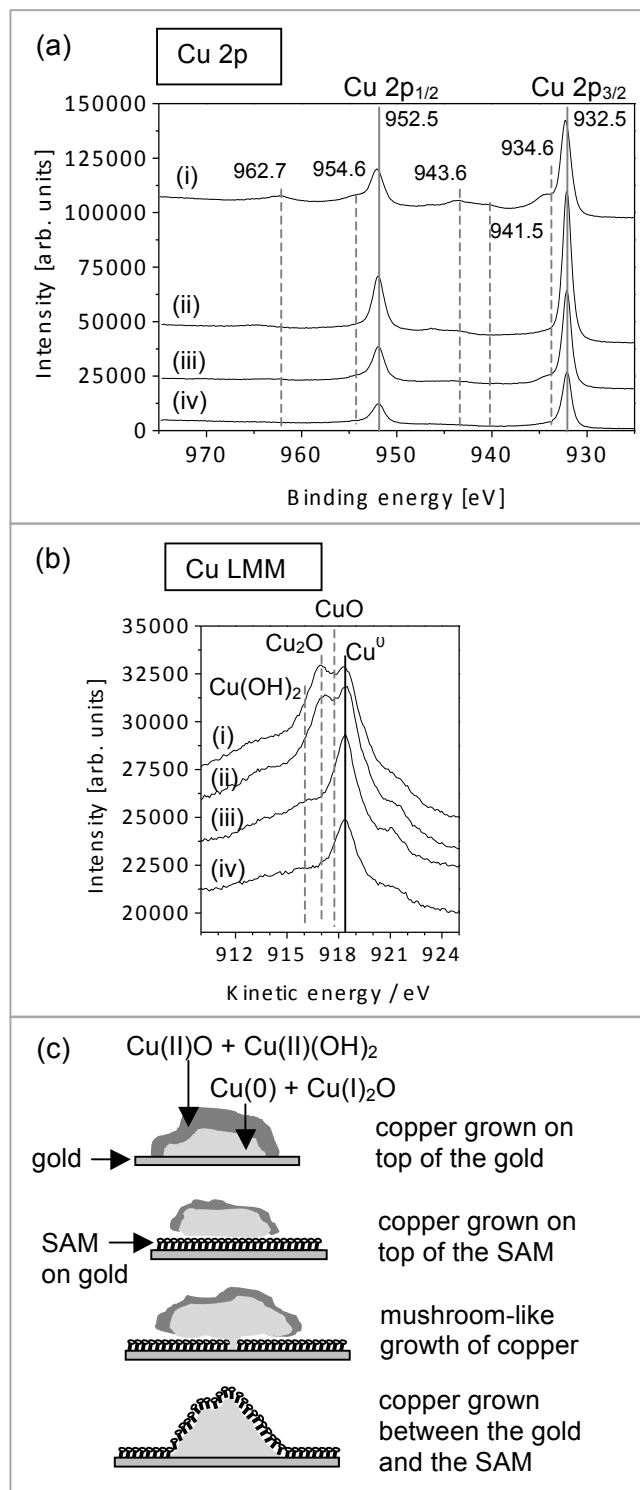 (a)
Cu 2p
Cu 2p1/2
Cu 2p3/2
952.5
932.5
962.7
954.6
943.6
934.6
941.5
(i)
(ii)
(iii)
(iv)
150000
125000
100000
75000
50000
25000
0
Intensity [arb. units]
970 960 950 940 930
Binding energy [eV]
(b)
Cu LMM
CuO
Cu2O
Cu0
Cu(OH)2
(i)
(ii)
(iii)
(iv)
35000
32500
30000
27500
25000
22500
20000
Intensity [arb. units]
912 915 918 921 924
Kinetic energy / eV
(c)
Cu(II)O + Cu(II)(OH)2
Cu(0) + Cu(I)2O
gold
copper grown on
top of the gold
SAM
on gold
copper grown on
top of the SAM
mushroom-like
growth of copper
copper grown
between the gold
and the SAM